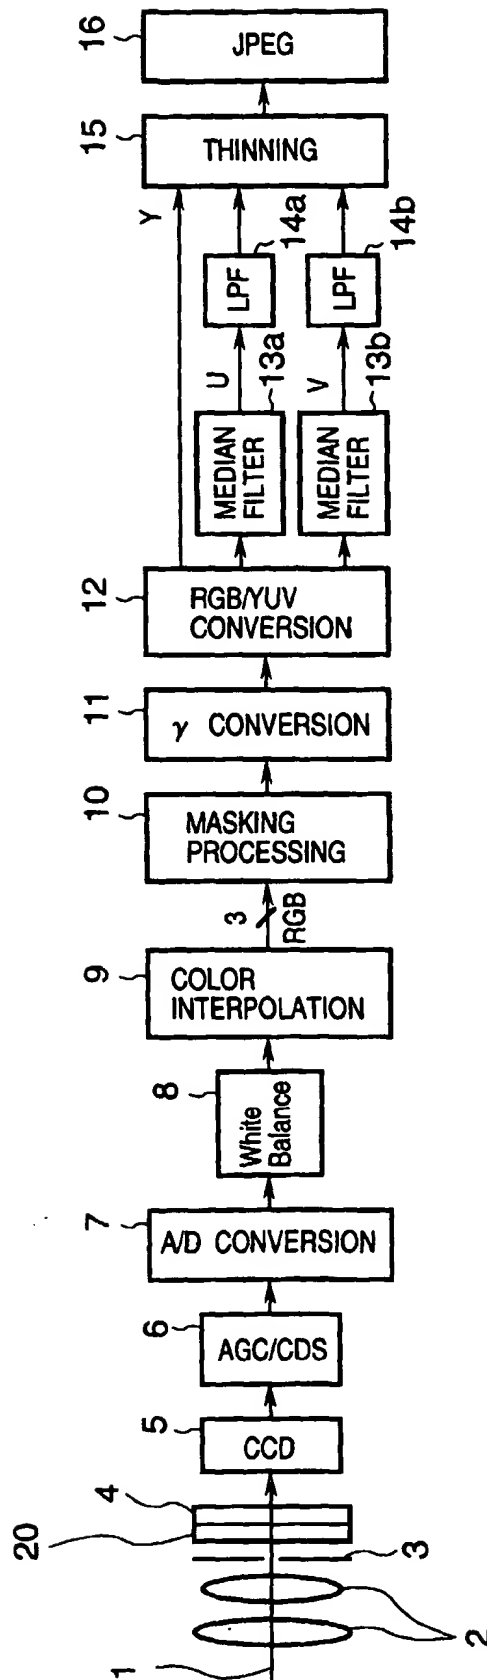 1
2
3
20
4
5
CCD
6
AGC/CDS
7
A/D CONVERSION
8
White
Balance
9
COLOR
INTERPOLATION
3
RGB
10
MASKING
PROCESSING
11
γ CONVERSION
12
RGB/YUV
CONVERSION
MEDIAN
FILTER
13a
MEDIAN
FILTER
13b
U
V
LPF
14a
LPF
14b
Y
15
THINNING
16
JPEG